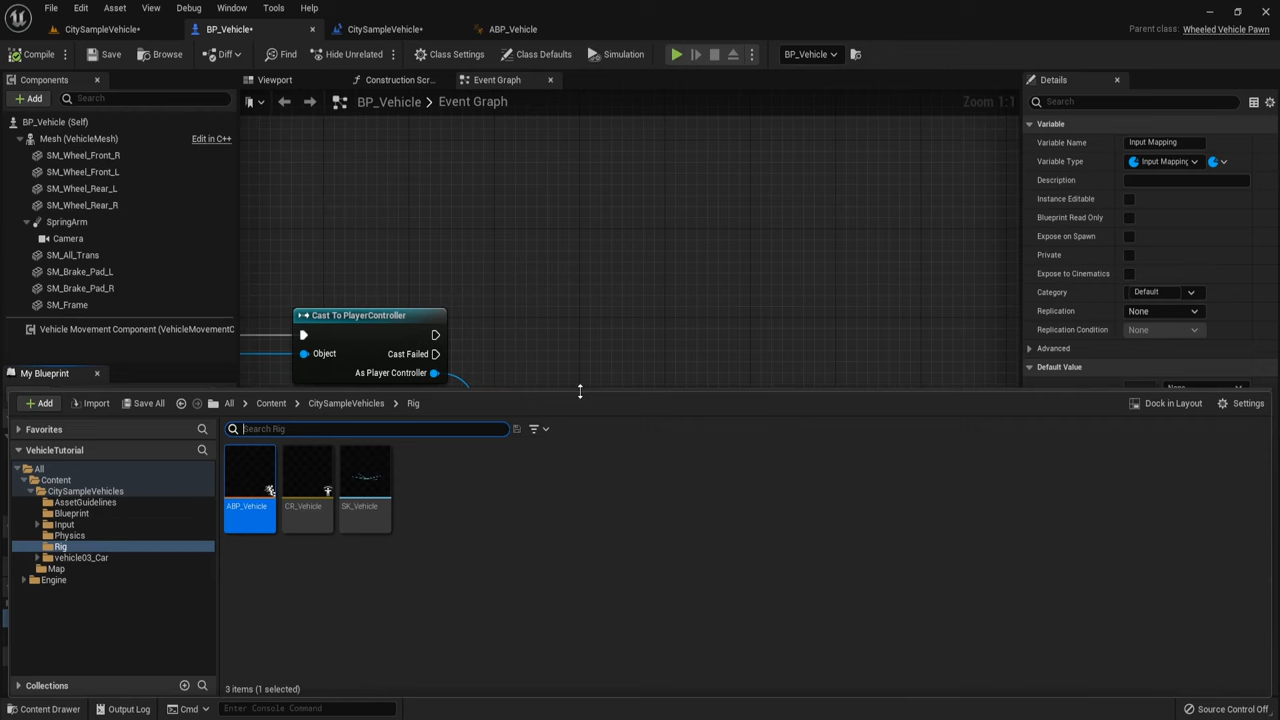 File Edit Asset View Debug Window Tools Help
CitySampleVehicles* BP_Vehicle* CitySampleVehicle* ABP_Vehicle Parent class: Wheeled Vehicle Pawn
Compile Save Browse Diff Find Hide Unrelated Class Settings Class Defaults Simulation BP_Vehicle
Components Viewport Construction Scr... Event Graph Details
Add Search BP_Vehicle > Event Graph Zoom 1:1 Search
BP_Vehicle (Self) Variable
Mesh (VehicleMesh) Edit in C++ Variable Name Input Mapping
SM_Wheel_Front_R Variable Type Input Mapping
SM_Wheel_Front_L Description
SM_Wheel_Rear_L Instance Editable
SM_Wheel_Rear_R Blueprint Read Only
SpringArm Expose on Spawn
Camera Private
SM_All_Trans Expose to Cinematics
SM_Brake_Pad_L Category Default
SM_Brake_Pad_R Replication None
SM_Frame Cast To PlayerController Replication Condition None
Vehicle Movement Component (VehicleMovementC Advanced
Object Cast Failed
My Blueprint As Player Controller Default Value
None
Add Import Save All All > Content > CitySampleVehicles > Rig Dock in Layout Settings
Favorites Search Rig
VehicleTutorial
All
Content
CitySampleVehicles
AssetGuidelines ABP_Vehicle CR_Vehicle SK_Vehicle
Blueprint
Input
Physics
Rig
vehicle03_Car
Map
Engine
Collections 3 items (1 selected)
Content Drawer Output Log Cmd Enter Console Command Source Control Off